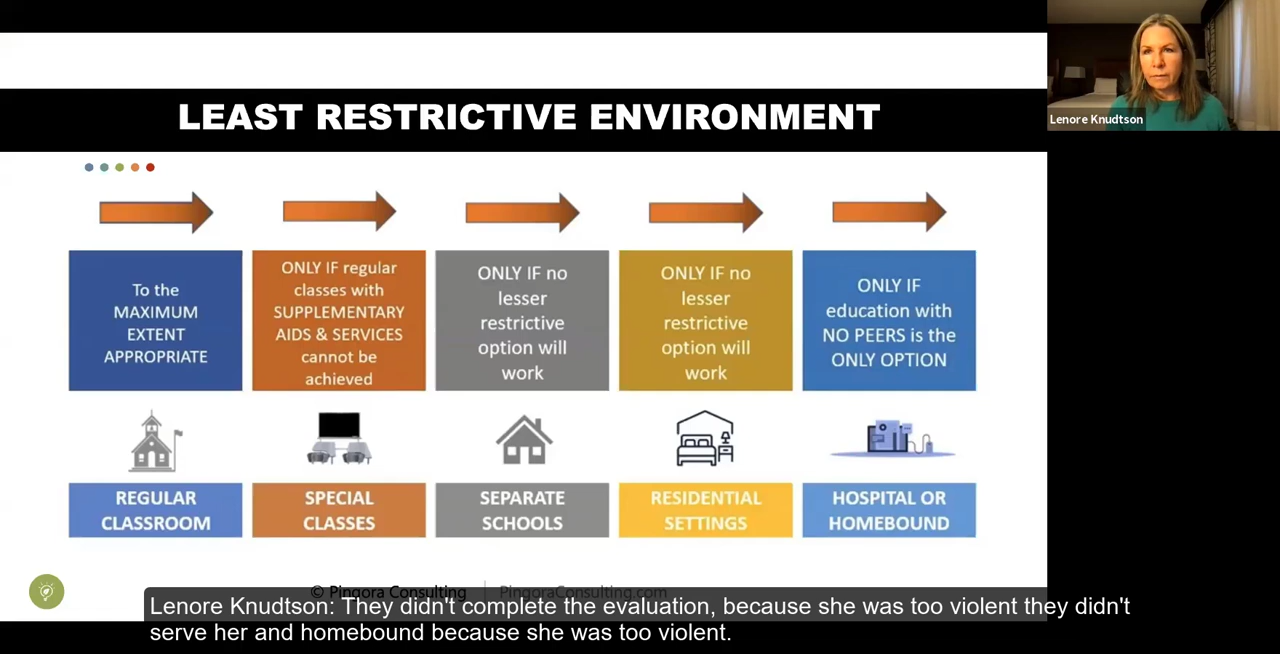 LEAST RESTRICTIVE ENVIRONMENT
Lenore Knudtson
To the
MAXIMUM
EXTENT
APPROPRIATE
ONLY IF regular
classes with
SUPPLEMENTARY
AIDS & SERVICES
cannot be
achieved
ONLY IF no
lesser
restrictive
option will
work
ONLY IF no
lesser
restrictive
option will
work
ONLY IF
education with
NO PEERS is the
ONLY OPTION
REGULAR
CLASSROOM
SPECIAL
CLASSES
SEPARATE
SCHOOLS
RESIDENTIAL
SETTINGS
HOSPITAL OR
HOMEBOUND
© Pingora Consulting | PingoraConsulting.com
Lenore Knudtson: They didn't complete the evaluation, because she was too violent they didn't
serve her and homebound because she was too violent.